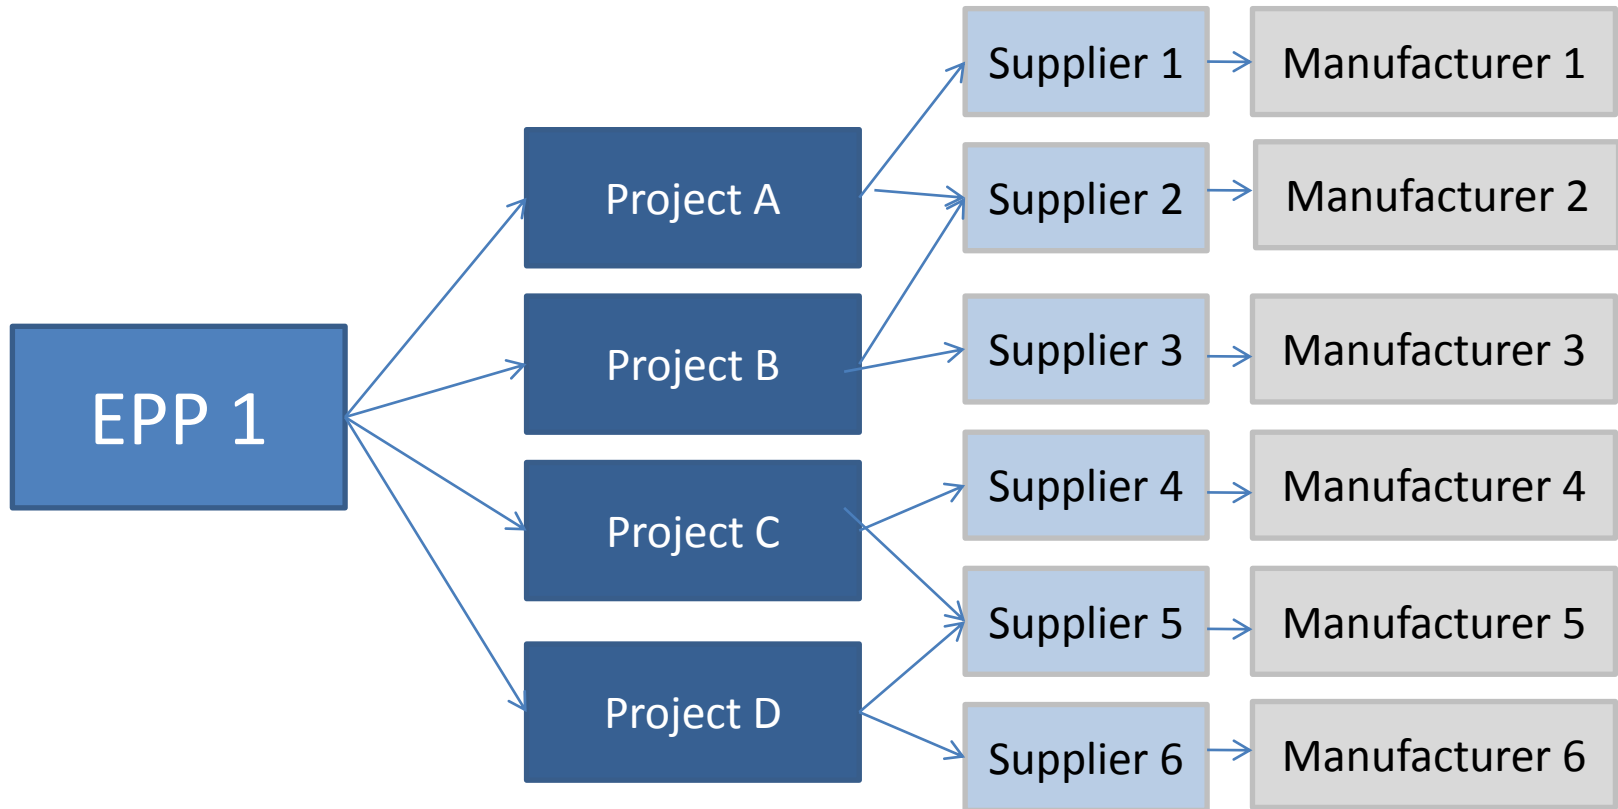 EPP 1
Project A
Project B
Project C
Project D
Supplier 1
Supplier 2
Supplier 3
Supplier 4
Supplier 5
Supplier 6
Manufacturer 1
Manufacturer 2
Manufacturer 3
Manufacturer 4
Manufacturer 5
Manufacturer 6